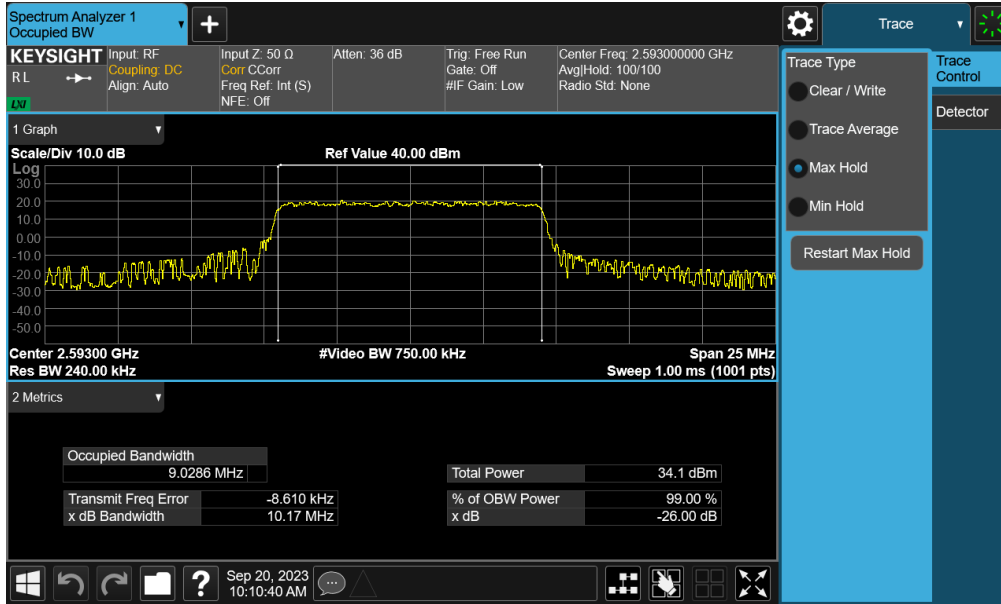 Spectrum Analyzer 1
Occupied BW
Trace
KEYSIGHT
R L
LXI
Input: RF
Coupling: DC
Align: Auto
Input Z: 50 Ω
Corr CCorr
Freq Ref: Int (S)
NFE: Off
Atten: 36 dB
Trig: Free Run
Gate: Off
#IF Gain: Low
Center Freq: 2.593000000 GHz
Avg|Hold: 100/100
Radio Std: None
Trace Type
Clear / Write
Trace Average
Max Hold
Min Hold
Restart Max Hold
Trace
Control
Detector
1 Graph
Scale/Div 10.0 dB
Ref Value 40.00 dBm
Log
30.0
20.0
10.0
0.00
-10.0
-20.0
-30.0
-40.0
-50.0
Center 2.59300 GHz
#Video BW 750.00 kHz
Span 25 MHz
Res BW 240.00 kHz
Sweep 1.00 ms (1001 pts)
2 Metrics
Occupied Bandwidth
9.0286 MHz
Total Power 34.1 dBm
Transmit Freq Error -8.610 kHz
% of OBW Power 99.00 %
x dB Bandwidth 10.17 MHz
x dB -26.00 dB
?
Sep 20, 2023
10:10:40 AM